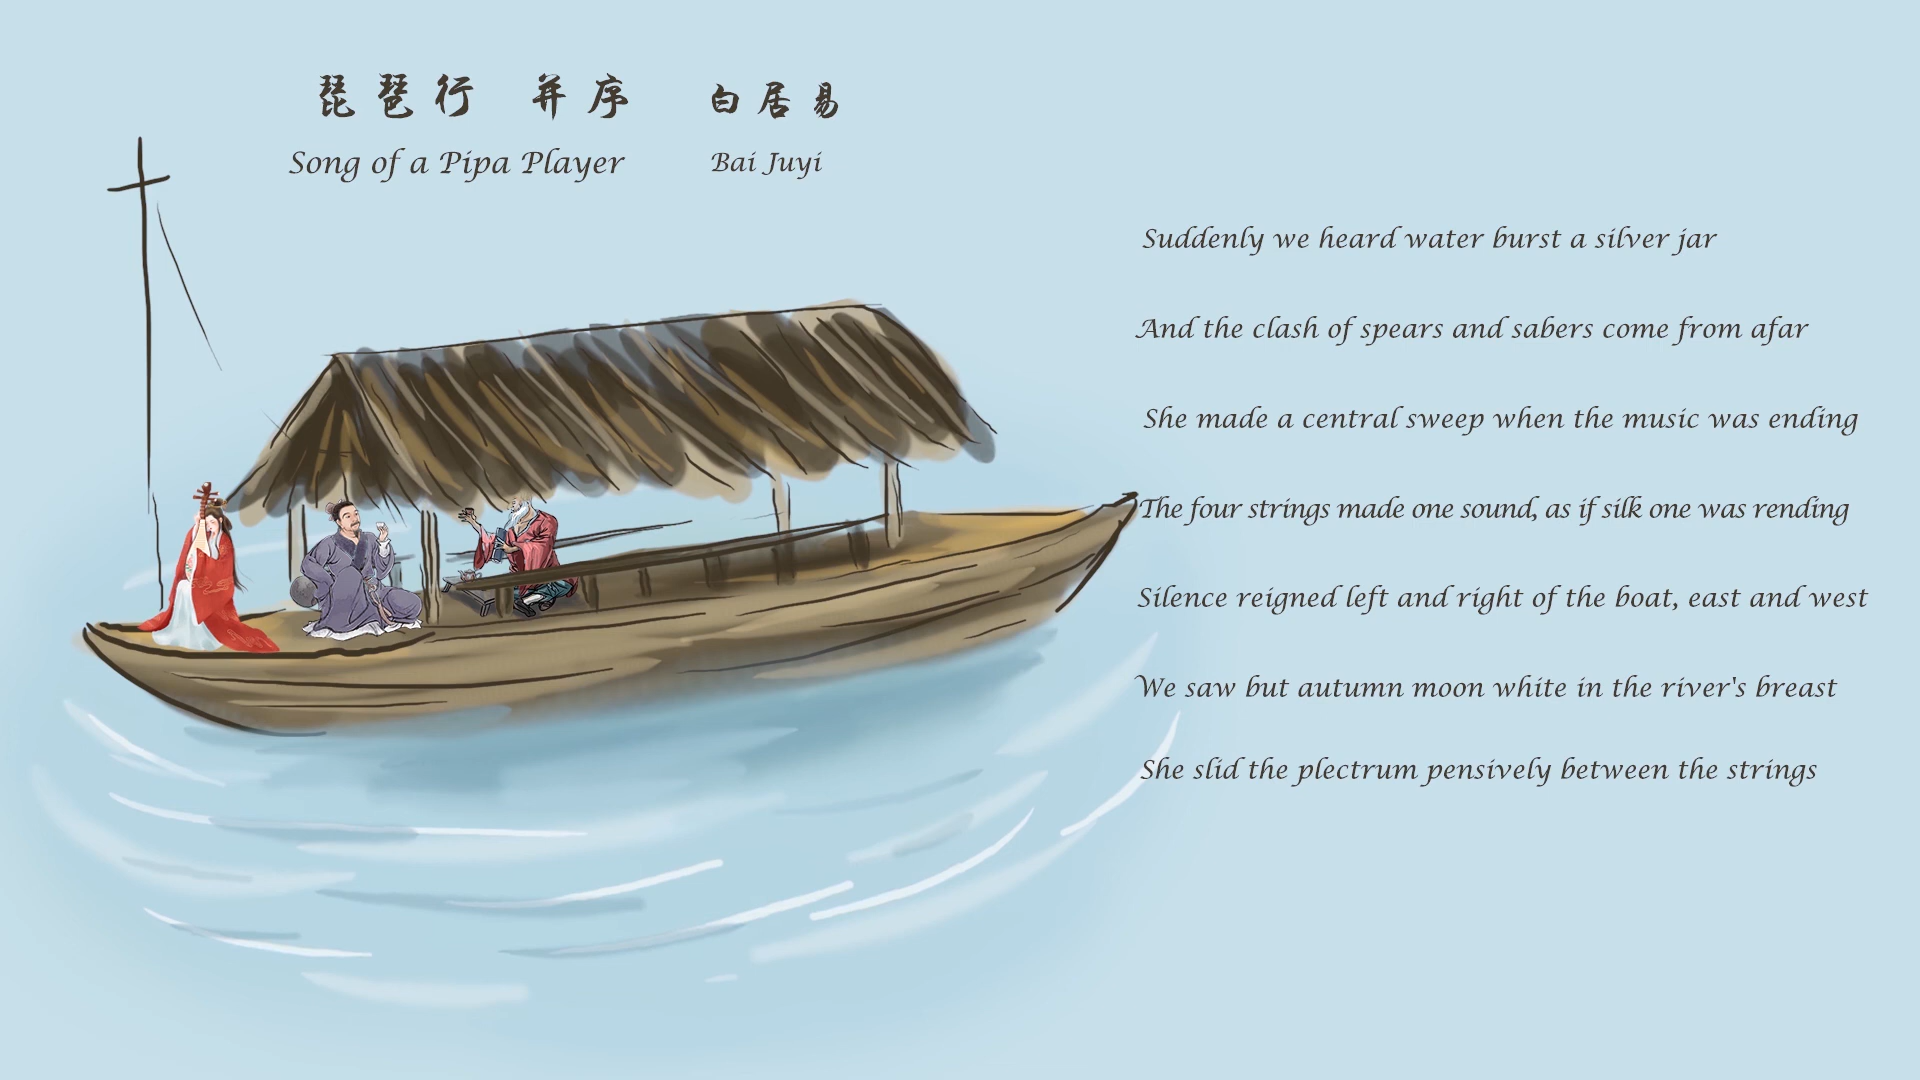 琵琶行 并序 白居易
Song of a Pipa Player Bai Juyi
Suddenly we heard water burst a silver jar
And the clash of spears and sabers come from afar
She made a central sweep when the music was ending
The four strings made one sound, as if silk one was rending
Silence reigned left and right of the boat, east and west
We saw but autumn moon white in the river's breast
She slid the plectrum pensively between the strings